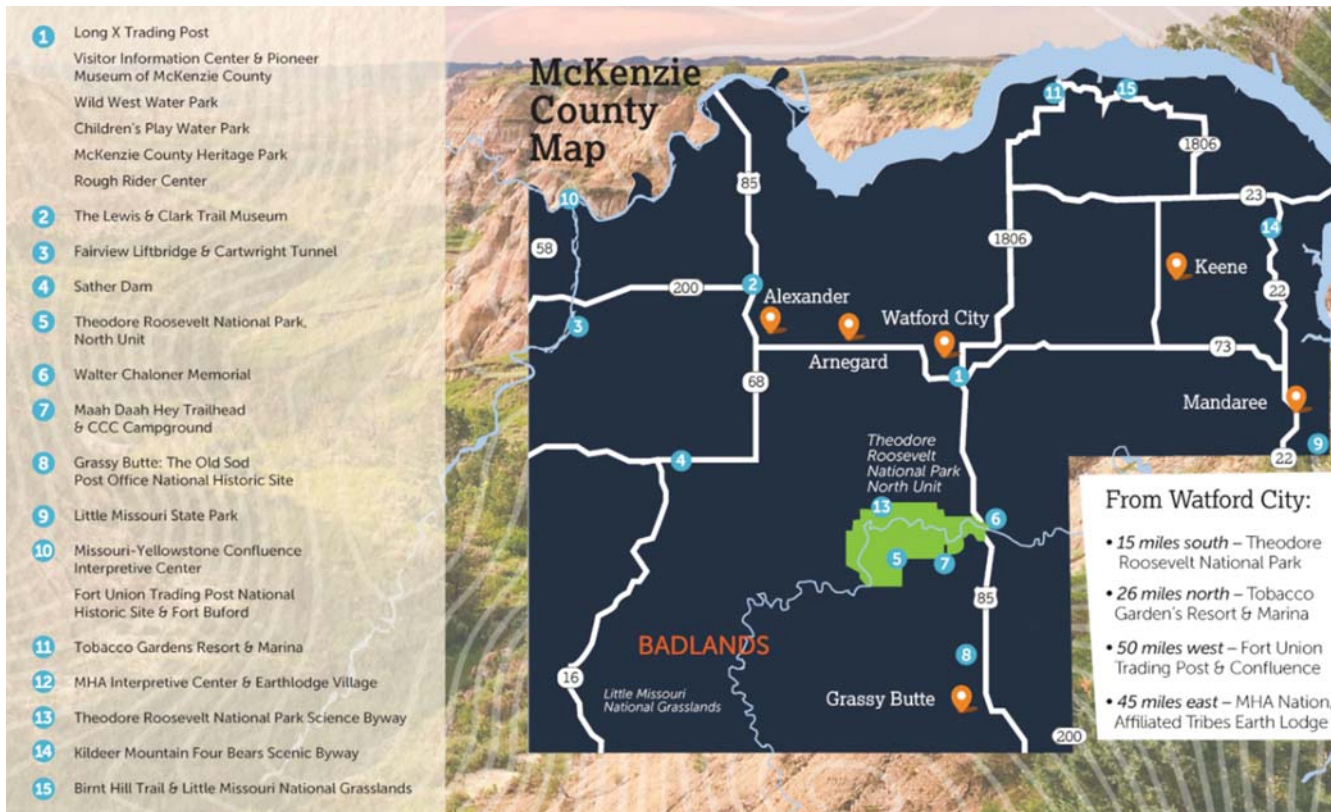 1 Long X Trading Post
Visitor Information Center & Pioneer
Museum of McKenzie County
Wild West Water Park
Children's Play Water Park
McKenzie County Heritage Park
Rough Rider Center
2 The Lewis & Clark Trail Museum
3 Fairview Liftbridge & Cartwright Tunnel
4 Sather Dam
5 Theodore Roosevelt National Park,
North Unit
6 Walter Chaloner Memorial
7 Maah Daah Hey Trailhead
& CCC Campground
8 Grassy Butte: The Old Sod
Post Office National Historic Site
9 Little Missouri State Park
10 Missouri-Yellowstone Confluence
Interpretive Center
Fort Union Trading Post National
Historic Site & Fort Buford
11 Tobacco Gardens Resort & Marina
12 MHA Interpretive Center & Earthlodge Village
13 Theodore Roosevelt National Park Science Byway
14 Kildeer Mountain Four Bears Scenic Byway
15 Birnt Hill Trail & Little Missouri National Grasslands
McKenzie
County
Map
11
15
1806
85
10
23
14
58
1806
Keene
200
2
22
Alexander
3
Watford City
Arnegard
73
68
1
Mandaree
9
4
22
Theodore
Roosevelt
National Park
North Unit
13
6
5
7
85
BADLANDS
8
16
Little Missouri
National Grasslands
Grassy Butte
200
From Watford City:
• 15 miles south – Theodore
Roosevelt National Park
• 26 miles north – Tobacco
Garden's Resort & Marina
• 50 miles west – Fort Union
Trading Post & Confluence
• 45 miles east – MHA Nation,
Affiliated Tribes Earth Lodge